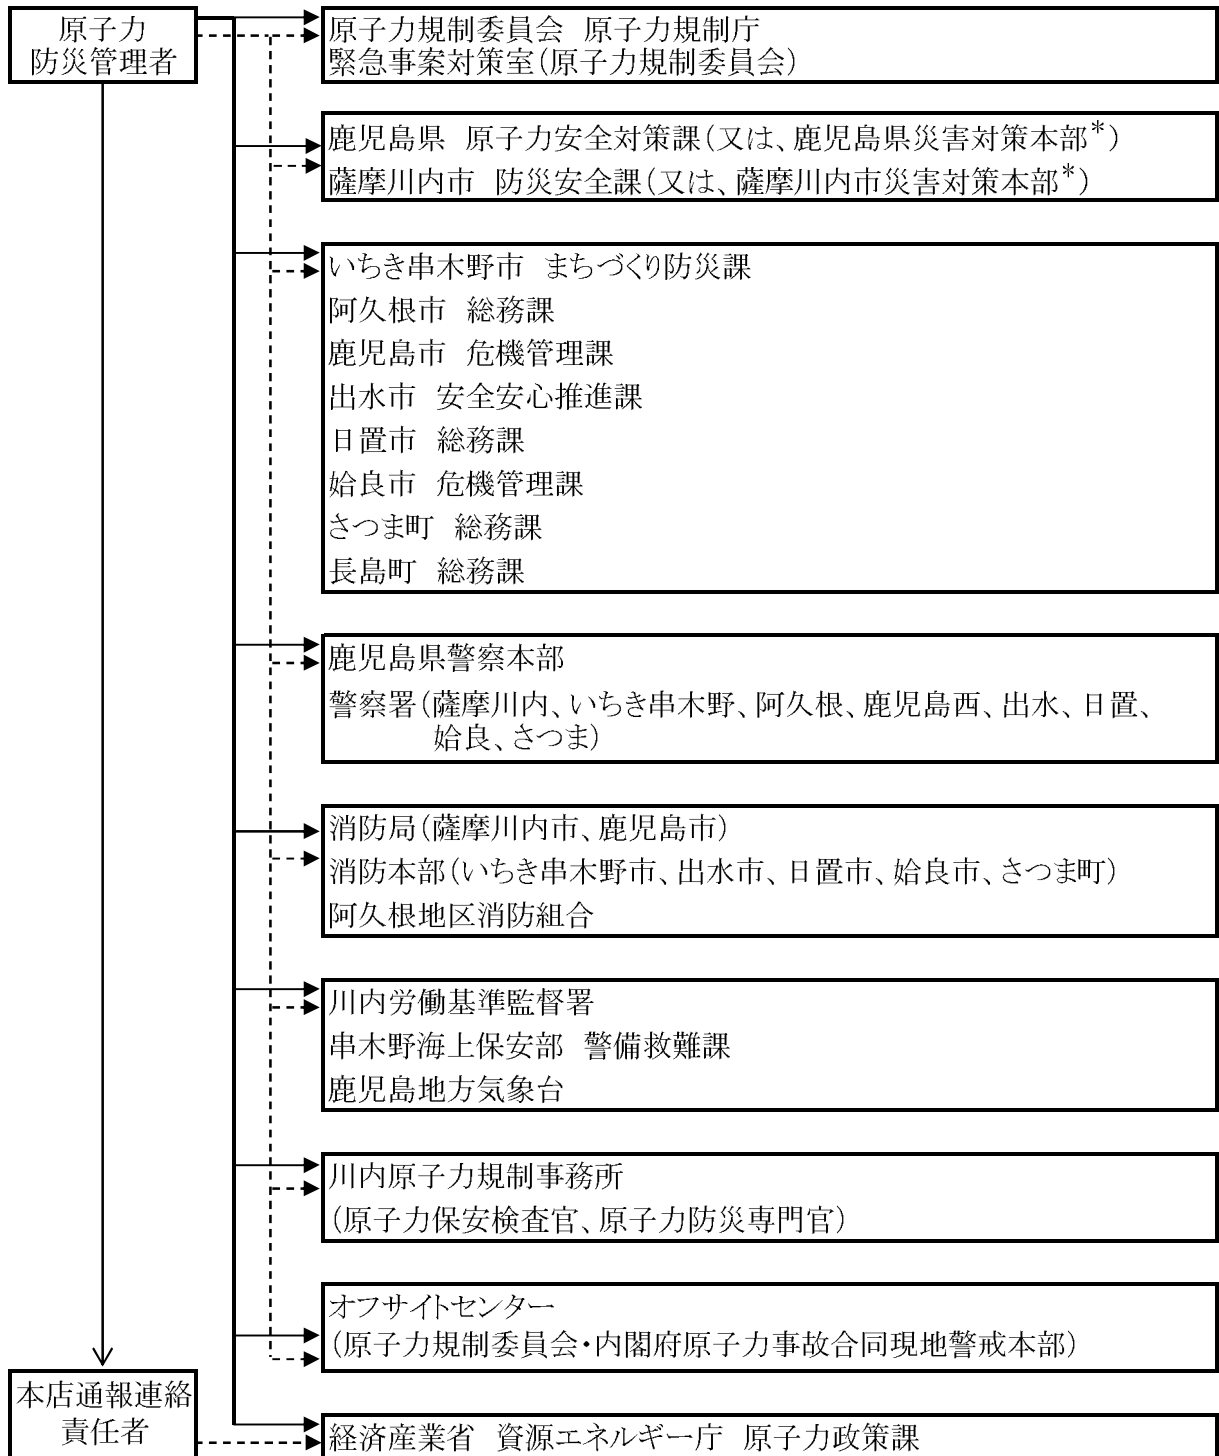 原子力
防災管理者
原子力規制委員会 原子力規制庁
緊急事案対策室（原子力規制委員会）
鹿児島県 原子力安全対策課（又は、鹿児島県災害対策本部*）
薩摩川内市 防災安全課（又は、薩摩川内市災害対策本部*）
いちき串木野市 まちづくり防災課
阿久根市 総務課
鹿児島市 危機管理課
出水市 安全安心推進課
日置市 総務課
姶良市 危機管理課
さつま町 総務課
長島町 総務課
鹿児島県警察本部
警察署（薩摩川内、いちき串木野、阿久根、鹿児島西、出水、日置、
姶良、さつま）
消防局（薩摩川内市、鹿児島市）
消防本部（いちき串木野市、出水市、日置市、姶良市、さつま町）
阿久根地区消防組合
川内労働基準監督署
串木野海上保安部 警備救難課
鹿児島地方気象台
川内原子力規制事務所
（原子力保安検査官、原子力防災専門官）
オフサイトセンター
（原子力規制委員会・内閣府原子力事故合同現地警戒本部）
本店通報連絡
責任者
経済産業省 資源エネルギー庁 原子力政策課